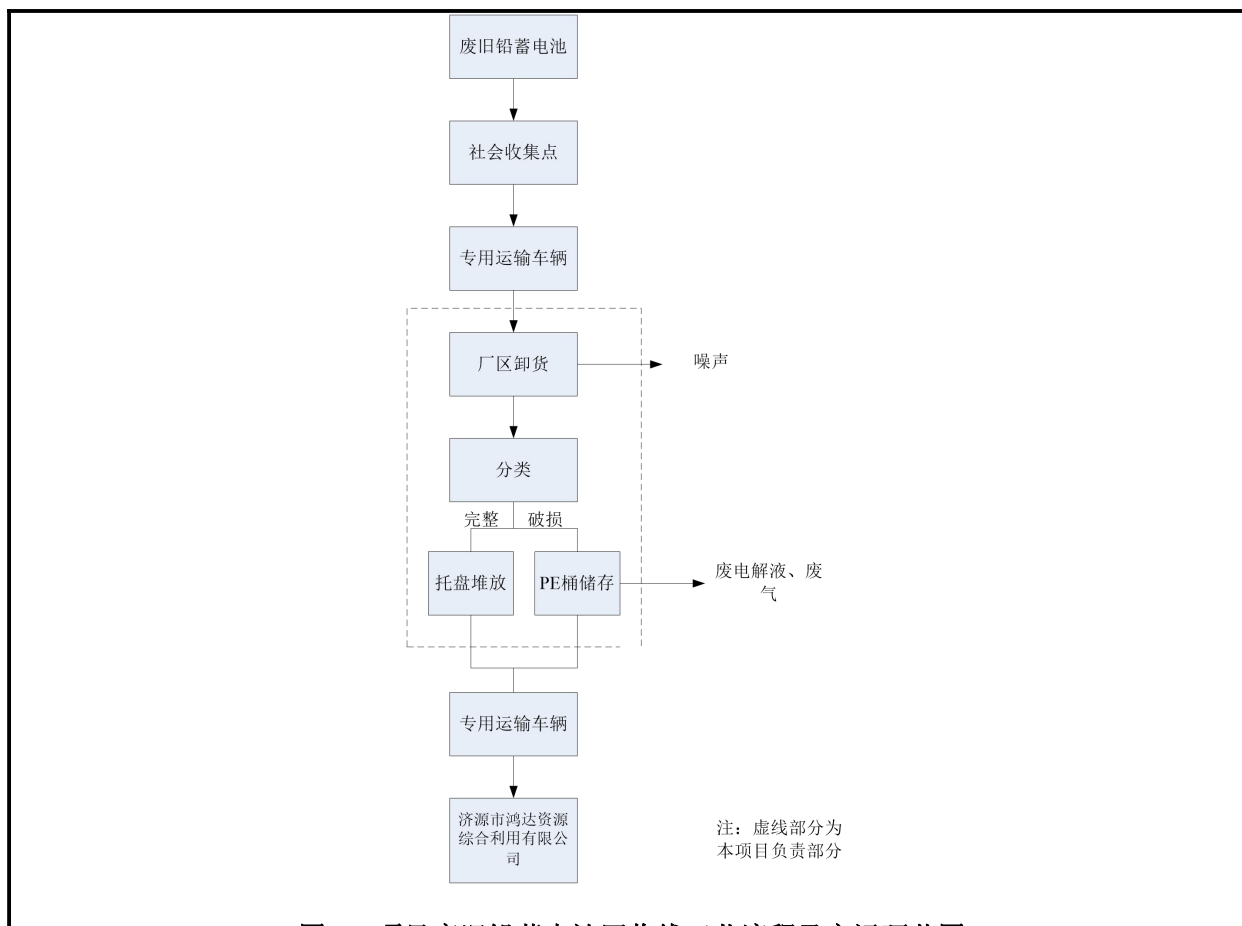 废旧铅蓄电池
社会收集点
专用运输车辆
厂区卸货
噪声
分类
完整
破损
托盘堆放
PE桶储存
废电解液、废
气
专用运输车辆
济源市鸿达资源
综合利用有限公
司
注：虚线部分为
本项目负责部分